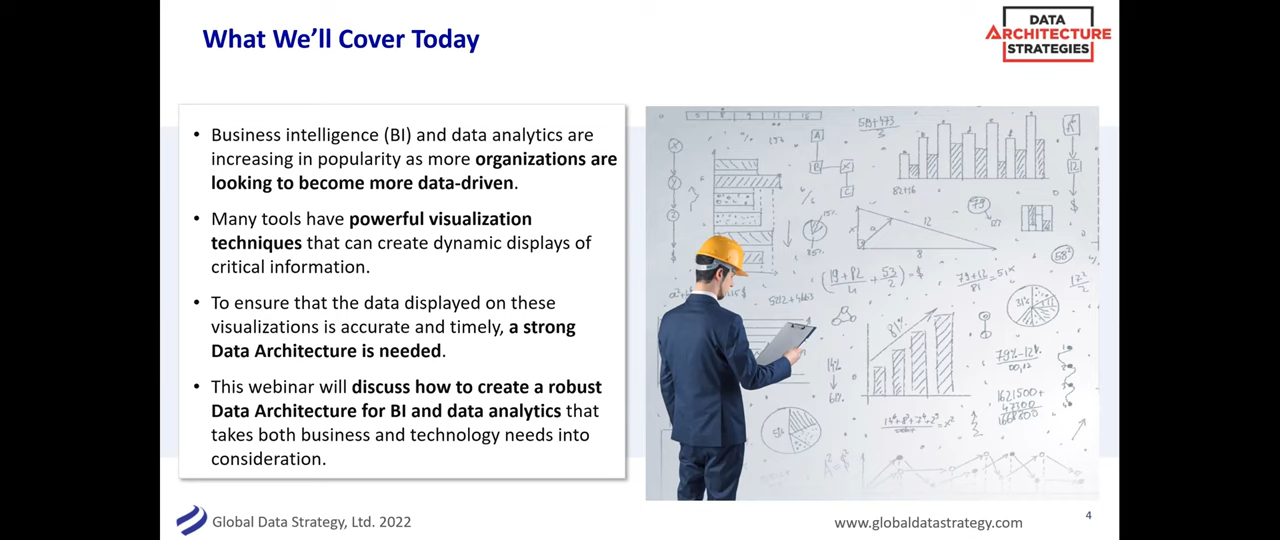 What We'll Cover Today
DATA
ARCHITECTURE
STRATEGIES
• Business intelligence (BI) and data analytics are
increasing in popularity as more organizations are
looking to become more data-driven.
• Many tools have powerful visualization
techniques that can create dynamic displays of
critical information.
• To ensure that the data displayed on these
visualizations is accurate and timely, a strong
Data Architecture is needed.
• This webinar will discuss how to create a robust
Data Architecture for BI and data analytics that
takes both business and technology needs into
consideration.
Global Data Strategy, Ltd. 2022
www.globaldatastrategy.com
4